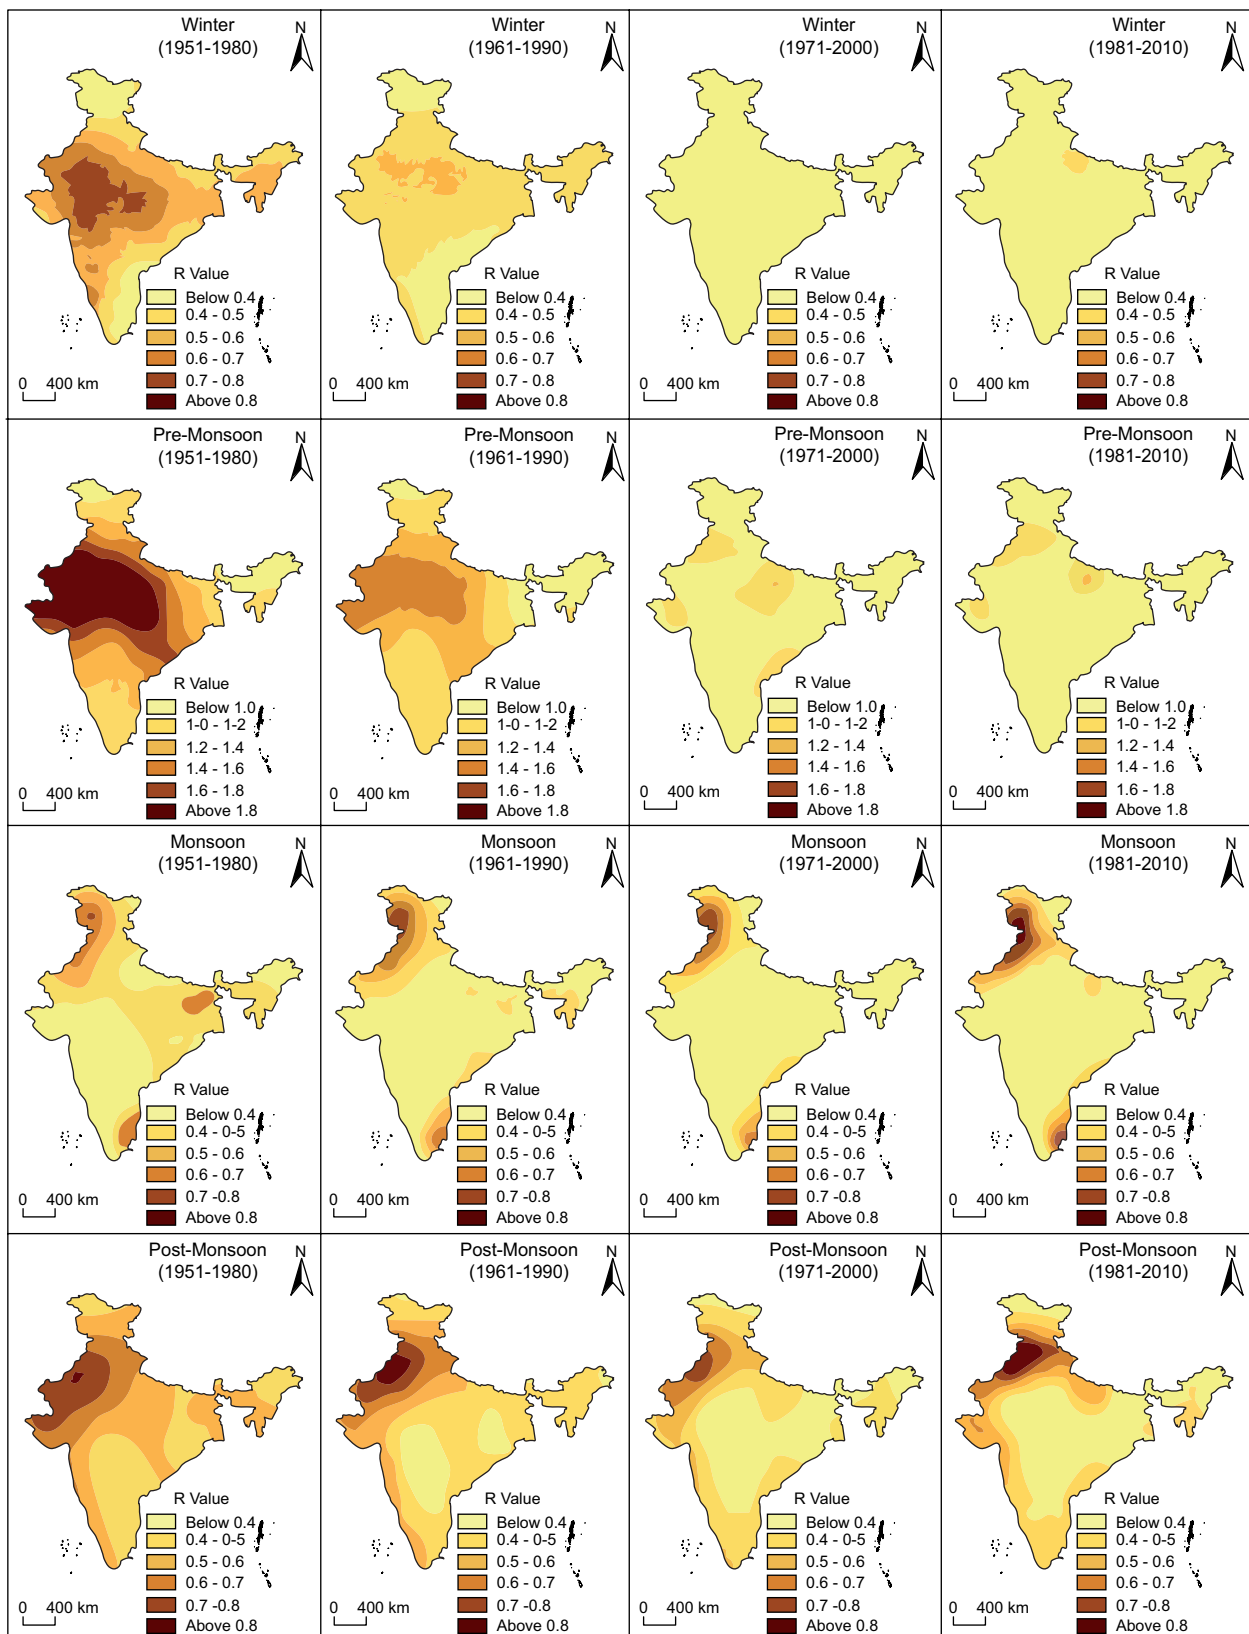 Winter
(1951-1980)
N
R Value
Below 0.4
0.4 - 0.5
0.5 - 0.6
0.6 - 0.7
0.7 - 0.8
Above 0.8
0 400 km
Winter
(1961-1990)
N
R Value
Below 0.4
0.4 - 0.5
0.5 - 0.6
0.6 - 0.7
0.7 - 0.8
Above 0.8
0 400 km
Winter
(1971-2000)
N
R Value
Below 0.4
0.4 - 0.5
0.5 - 0.6
0.6 - 0.7
0.7 - 0.8
Above 0.8
0 400 km
Winter
(1981-2010)
N
R Value
Below 0.4
0.4 - 0.5
0.5 - 0.6
0.6 - 0.7
0.7 - 0.8
Above 0.8
0 400 km
Pre-Monsoon
(1951-1980)
N
R Value
Below 1.0
1-0 - 1-2
1.2 - 1.4
1.4 - 1.6
1.6 - 1.8
Above 1.8
0 400 km
Pre-Monsoon
(1961-1990)
N
R Value
Below 1.0
1-0 - 1-2
1.2 - 1.4
1.4 - 1.6
1.6 - 1.8
Above 1.8
0 400 km
Pre-Monsoon
(1971-2000)
N
R Value
Below 1.0
1-0 - 1-2
1.2 - 1.4
1.4 - 1.6
1.6 - 1.8
Above 1.8
0 400 km
Pre-Monsoon
(1981-2010)
N
R Value
Below 1.0
1-0 - 1-2
1.2 - 1.4
1.4 - 1.6
1.6 - 1.8
Above 1.8
0 400 km
Monsoon
(1951-1980)
N
R Value
Below 0.4
0.4 - 0-5
0.5 - 0.6
0.6 - 0.7
0.7 -0.8
Above 0.8
0 400 km
Monsoon
(1961-1990)
N
R Value
Below 0.4
0.4 - 0-5
0.5 - 0.6
0.6 - 0.7
0.7 -0.8
Above 0.8
0 400 km
Monsoon
(1971-2000)
N
R Value
Below 0.4
0.4 - 0-5
0.5 - 0.6
0.6 - 0.7
0.7 -0.8
Above 0.8
0 400 km
Monsoon
(1981-2010)
N
R Value
Below 0.4
0.4 - 0-5
0.5 - 0.6
0.6 - 0.7
0.7 -0.8
Above 0.8
0 400 km
Post-Monsoon
(1951-1980)
N
R Value
Below 0.4
0.4 - 0-5
0.5 - 0.6
0.6 - 0.7
0.7 -0.8
Above 0.8
0 400 km
Post-Monsoon
(1961-1990)
N
R Value
Below 0.4
0.4 - 0-5
0.5 - 0.6
0.6 - 0.7
0.7 -0.8
Above 0.8
0 400 km
Post-Monsoon
(1971-2000)
N
R Value
Below 0.4
0.4 - 0-5
0.5 - 0.6
0.6 - 0.7
0.7 -0.8
Above 0.8
0 400 km
Post-Monsoon
(1981-2010)
N
R Value
Below 0.4
0.4 - 0-5
0.5 - 0.6
0.6 - 0.7
0.7-0.8
Above 0.8
0 400 km